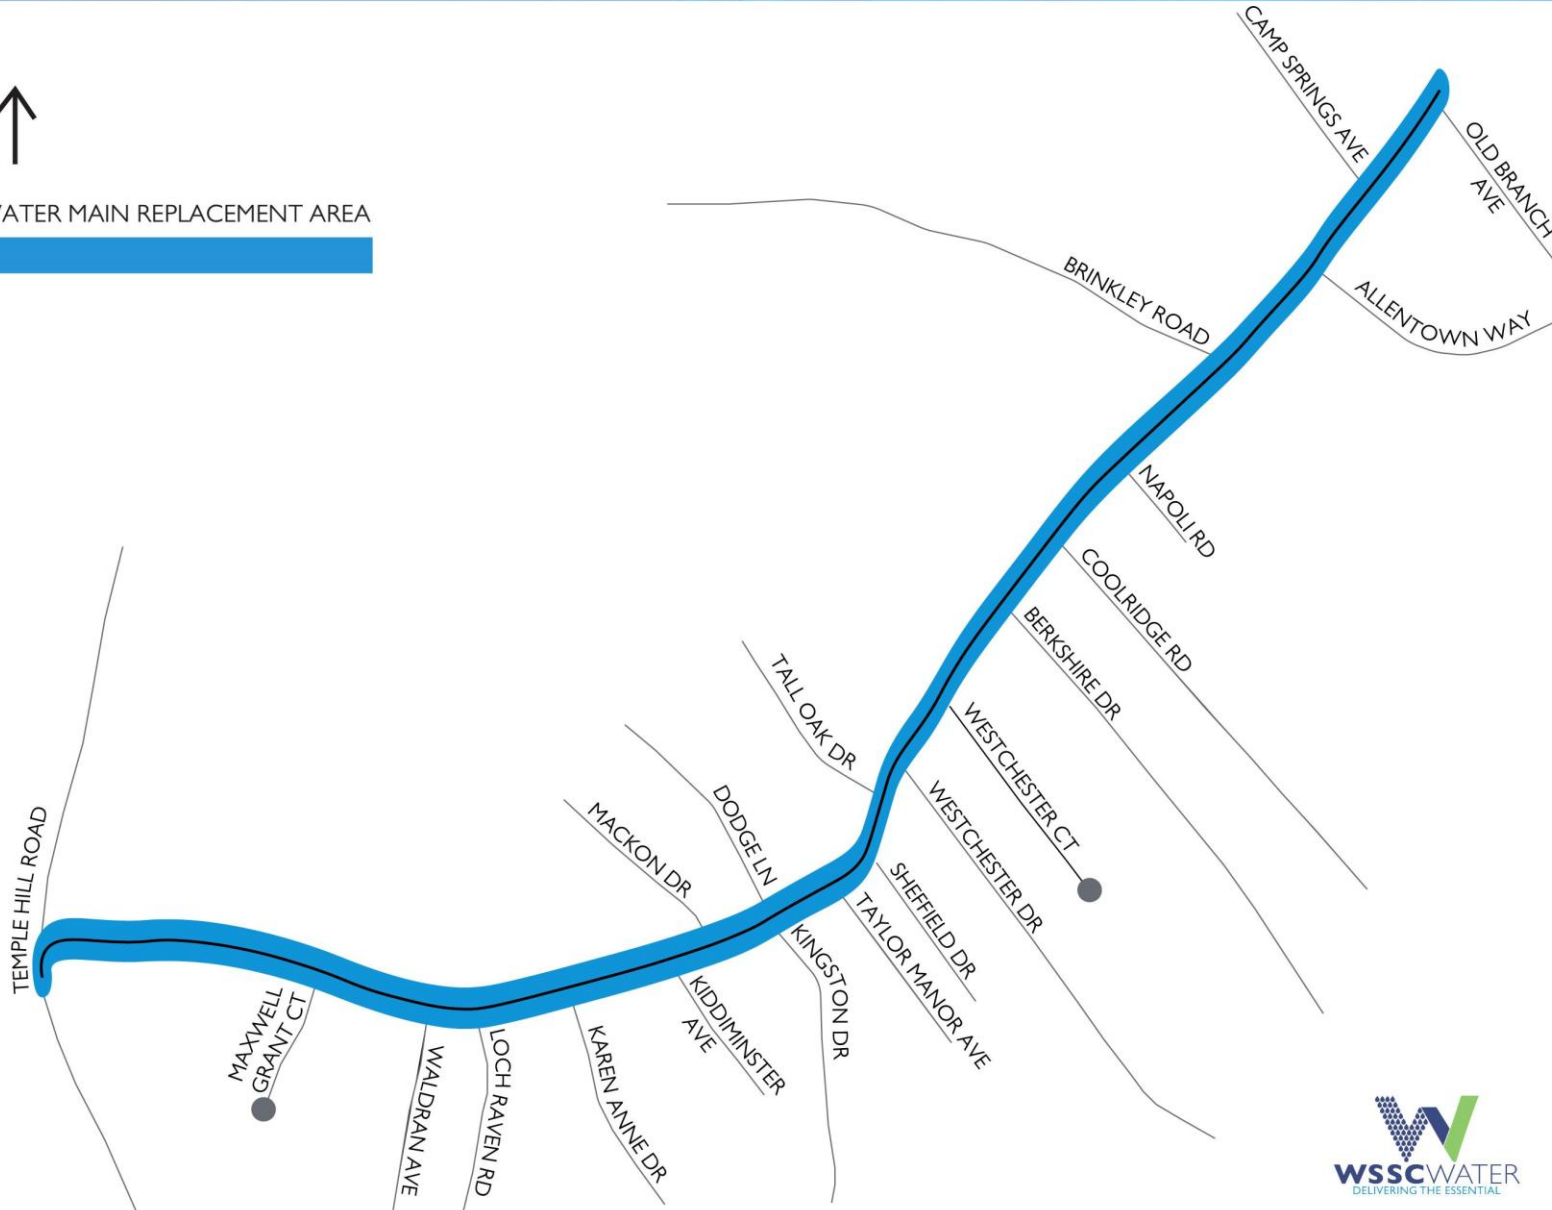 CAMP SPRINGS AVE
OLD BRANCH
AVE
ATER MAIN REPLACEMENT AREA
BRINKLEY ROAD
ALLENTOWN WAY
NAPOLI RD
COOLRIDGE RD
BERKSHIRE DR
TALL OAK DR
WESTCHESTER CT
DODGE LN
WESTCHESTER DR
MACKON DR
TEMPLE HILL ROAD
SHEFFIELD DR
TAYLOR MANOR AVE
KINGSTON DR
KIDDIMINSTER
AVE
MAXWELL
GRANT CT
KAREN ANNE DR
LOCH RAVEN RD
WALDRAN AVE
WSSCWATER
DELIVERING THE ESSENTIAL